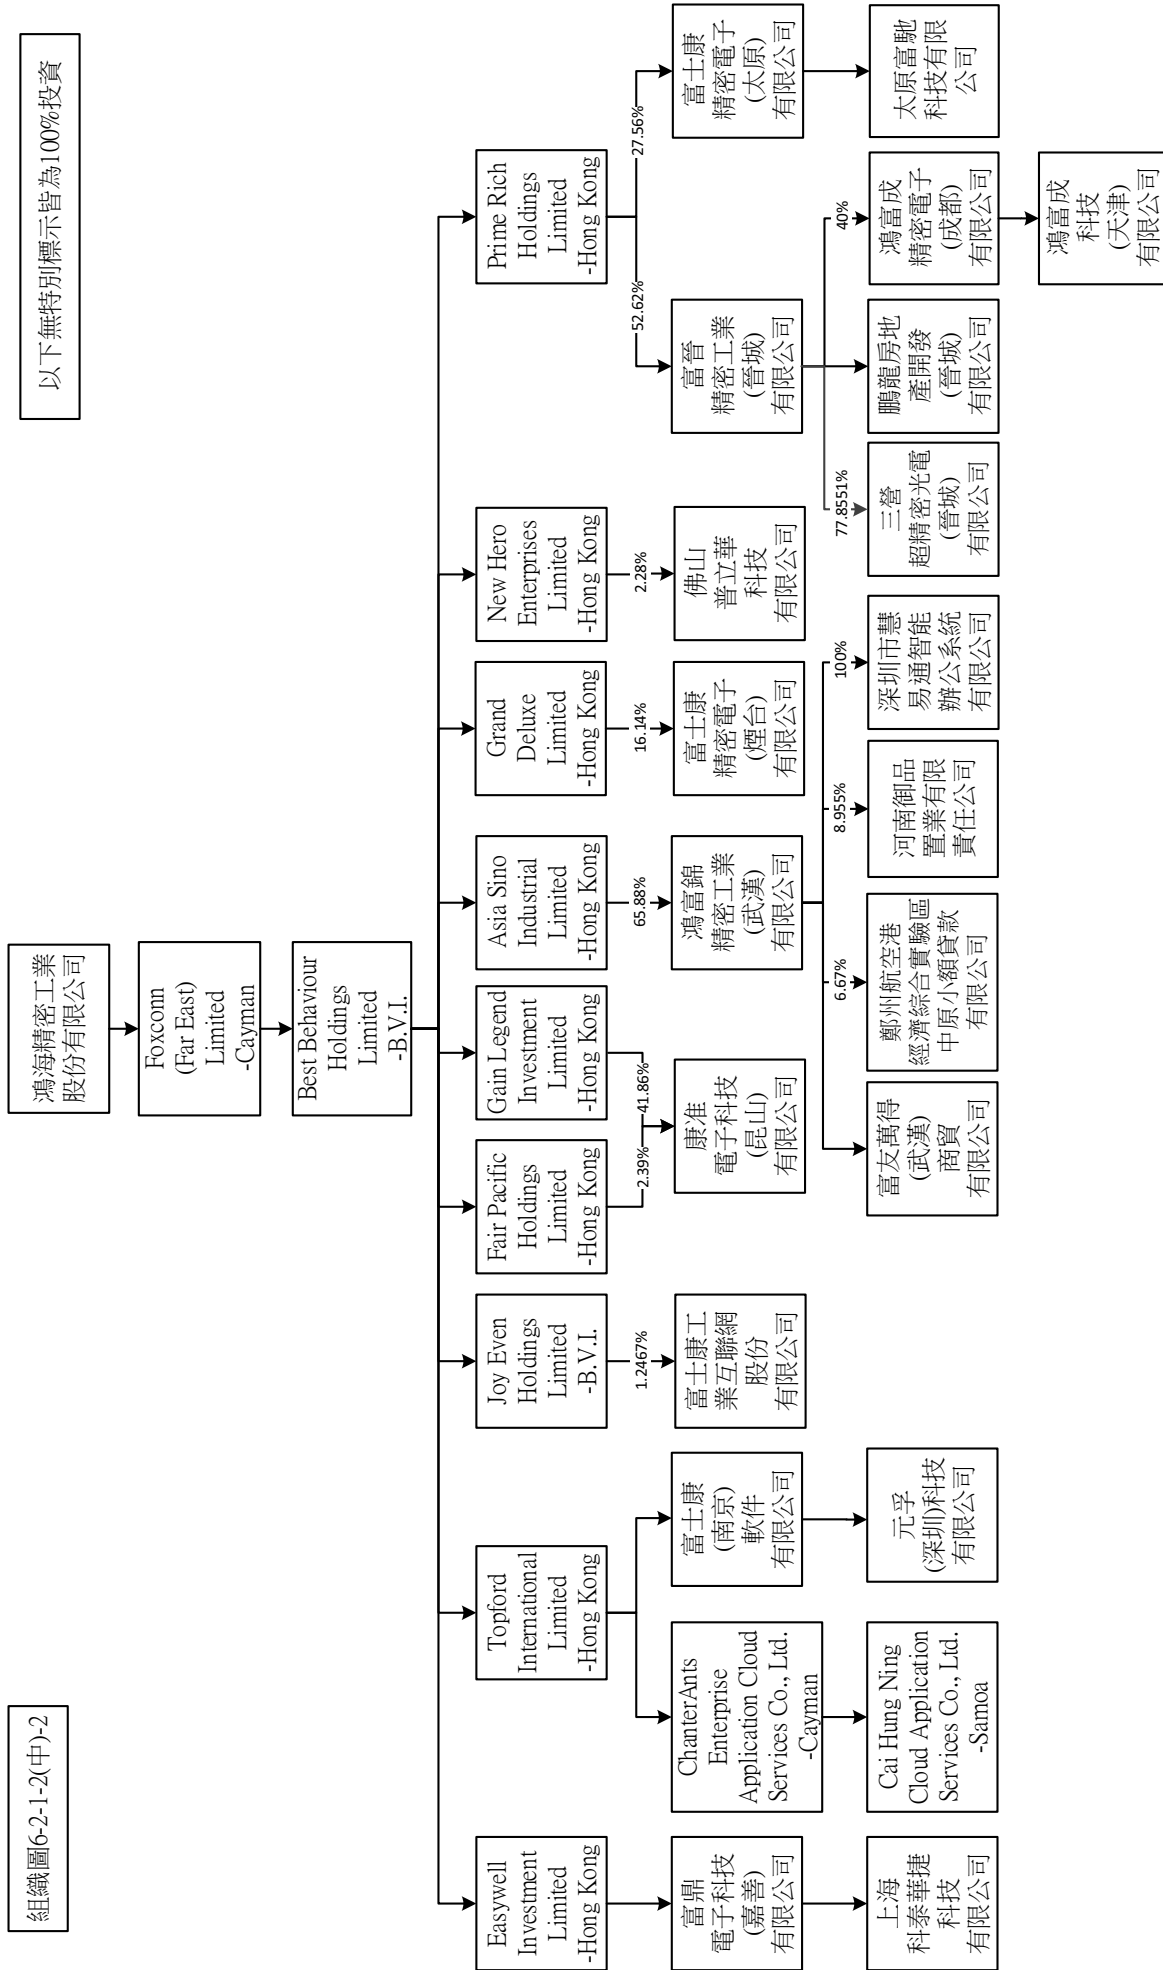 組織圖6-2-1-2(中)-2
以下無特別標示皆為100%投資
鴻海精密工業
股份有限公司
Foxconn
(Far East)
Limited
-Cayman
Best Behaviour
Holdings
Limited
-B.V.I.
Easywell
Investment
Limited
-Hong Kong
Topford
International
Limited
-Hong Kong
Joy Even
Holdings
Limited
-B.V.I.
Fair Pacific
Holdings
Limited
-Hong Kong
Gain Legend
Investment
Limited
-Hong Kong
Asia Sino
Industrial
Limited
-Hong Kong
Grand
Deluxe
Limited
-Hong Kong
New Hero
Enterprises
Limited
-Hong Kong
Prime Rich
Holdings
Limited
-Hong Kong
1.2467%
2.39%
41.86%
65.88%
16.14%
2.28%
52.62%
27.56%
富鼎
電子科技
(嘉善)
有限公司
ChanterAnts
Enterprise
Application Cloud
Services Co., Ltd.
-Cayman
富士康
(南京)
軟件
有限公司
富士康工
業互聯網
股份
有限公司
康准
電子科技
(昆山)
有限公司
鴻富錦
精密工業
(武漢)
有限公司
富士康
精密電子
(煙台)
有限公司
佛山
普立華
科技
有限公司
富晉
精密工業
(晉城)
有限公司
富士康
精密電子
(太原)
有限公司
6.67%
8.955%
100%
77.8551%
40%
上海
科泰華捷
科技
有限公司
Cai Hung Ning
Cloud Application
Services Co., Ltd.
-Samoa
元孚
(深圳)科技
有限公司
富友萬得
(武漢)
商貿
有限公司
鄭州航空港
經濟綜合實驗區
中原小額貸款
有限公司
河南御品
置業有限
責任公司
深圳市慧
易通智能
辦公系統
有限公司
三營
超精密光電
(晉城)
有限公司
鵬龍房地
產開發
(晉城)
有限公司
鴻富成
精密電子
(成都)
有限公司
太原富馳
科技有限
公司
鴻富成
科技
(天津)
有限公司